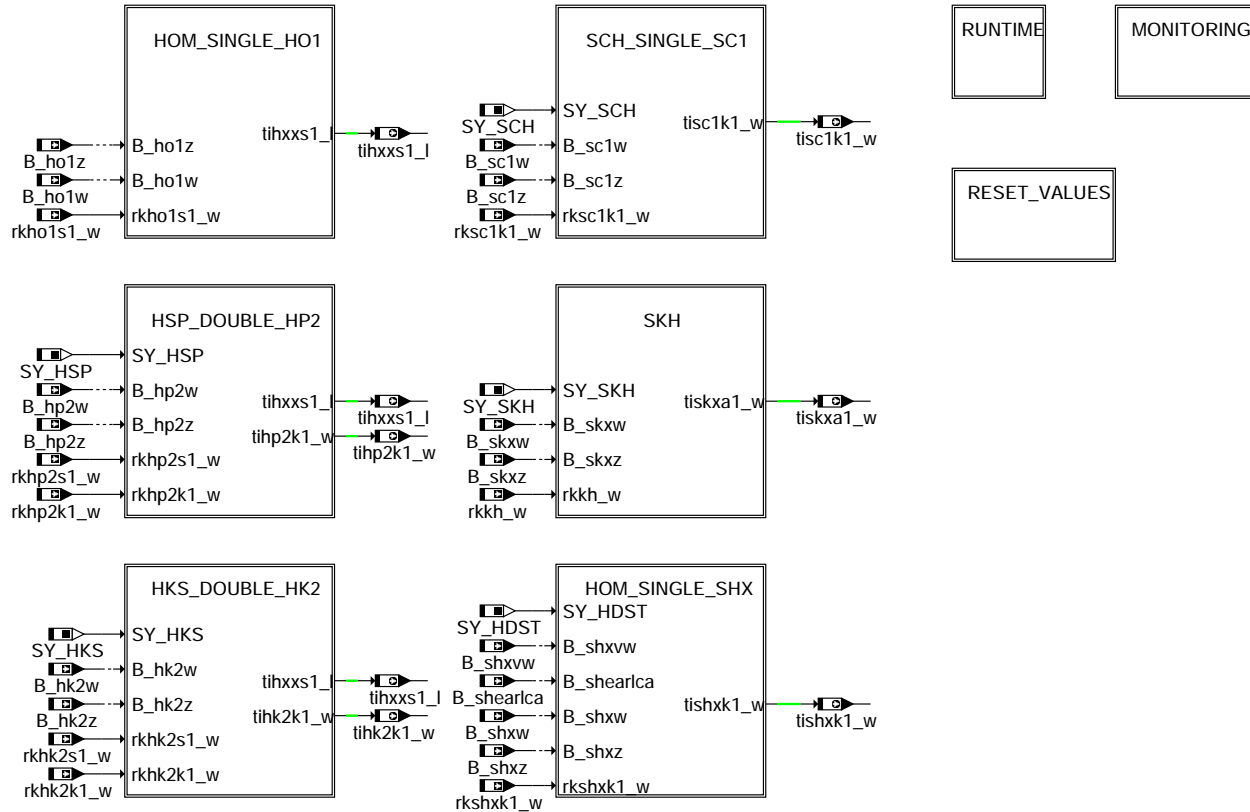 HOM_SINGLE_HO1
tihxxs1_l
tihxxs1_l
B_ho1z
B_ho1z
B_ho1w
B_ho1w
rkho1s1_w
rkho1s1_w
SCH_SINGLE_SC1
SY_SCH
SY_SCH
tisc1k1_w
tisc1k1_w
B_sc1w
B_sc1w
B_sc1z
B_sc1z
rksc1k1_w
rksc1k1_w
RUNTIME
MONITORING
RESET_VALUES
HSP_DOUBLE_HP2
SY_HSP
SY_HSP
B_hp2w
B_hp2w
tihxxs1_l
tihxxs1_l
B_hp2z
B_hp2z
tihp2k1_w
tihp2k1_w
rkhp2s1_w
rkhp2s1_w
rkhp2k1_w
rkhp2k1_w
SKH
SY_SKH
SY_SKH
tiskxa1_w
tiskxa1_w
B_skxw
B_skxw
B_skxz
B_skxz
rkkh_w
rkkh_w
HKS_DOUBLE_HK2
SY_HKS
SY_HKS
B_hk2w
B_hk2w
tihxxs1_l
tihxxs1_l
B_hk2z
B_hk2z
tihk2k1_w
tihk2k1_w
rkhk2s1_w
rkhk2s1_w
rkhk2k1_w
rkhk2k1_w
HOM_SINGLE_SHX
SY_HDST
SY_HDST
B_shxvw
B_shxvw
B_shearlca
B_shearlca
tishxk1_w
tishxk1_w
B_shxw
B_shxw
B_shxz
B_shxz
rkshxk1_w
rkshxk1_w